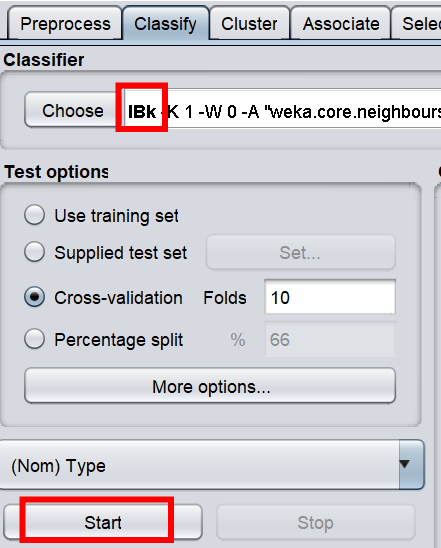 Preprocess Classify Cluster Associate Selec
Classifier
Choose IBk -K 1 -W 0 -A "weka.core.neighbours
Test options
Use training set
Supplied test set Set...
Cross-validation Folds 10
Percentage split % 66
More options...
(Nom) Type
Start Stop